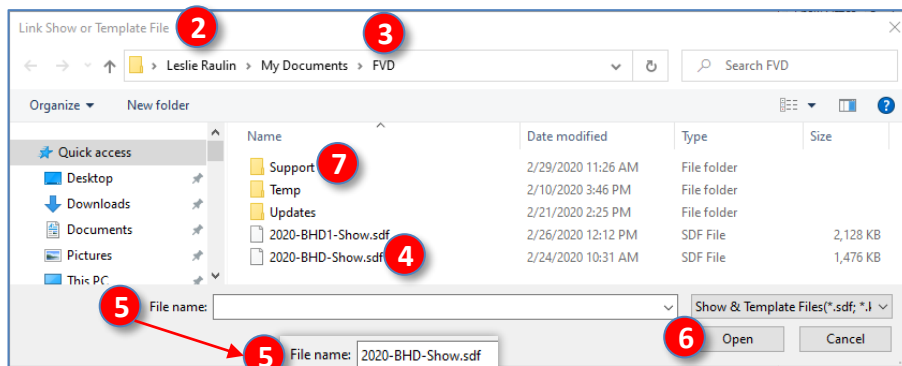 Link Show or Template File 2
3
Leslie Raulin > My Documents > FVD
Search FVD
Organize New folder
?
Name Date modified Type Size
Quick access
Support 7 2/29/2020 11:26 AM File folder
Desktop
Temp 2/10/2020 3:46 PM File folder
Downloads
Updates 2/21/2020 2:25 PM File folder
Documents
2020-BHD1-Show.sdf 2/26/2020 12:12 PM SDF File 2,128 KB
Pictures
2020-BHD-Show.sdf 4 2/24/2020 10:31 AM SDF File 1,476 KB
This PC
5 File name: Show & Template Files(*.sdf; *.
6 Open Cancel
5 File name: 2020-BHD-Show.sdf